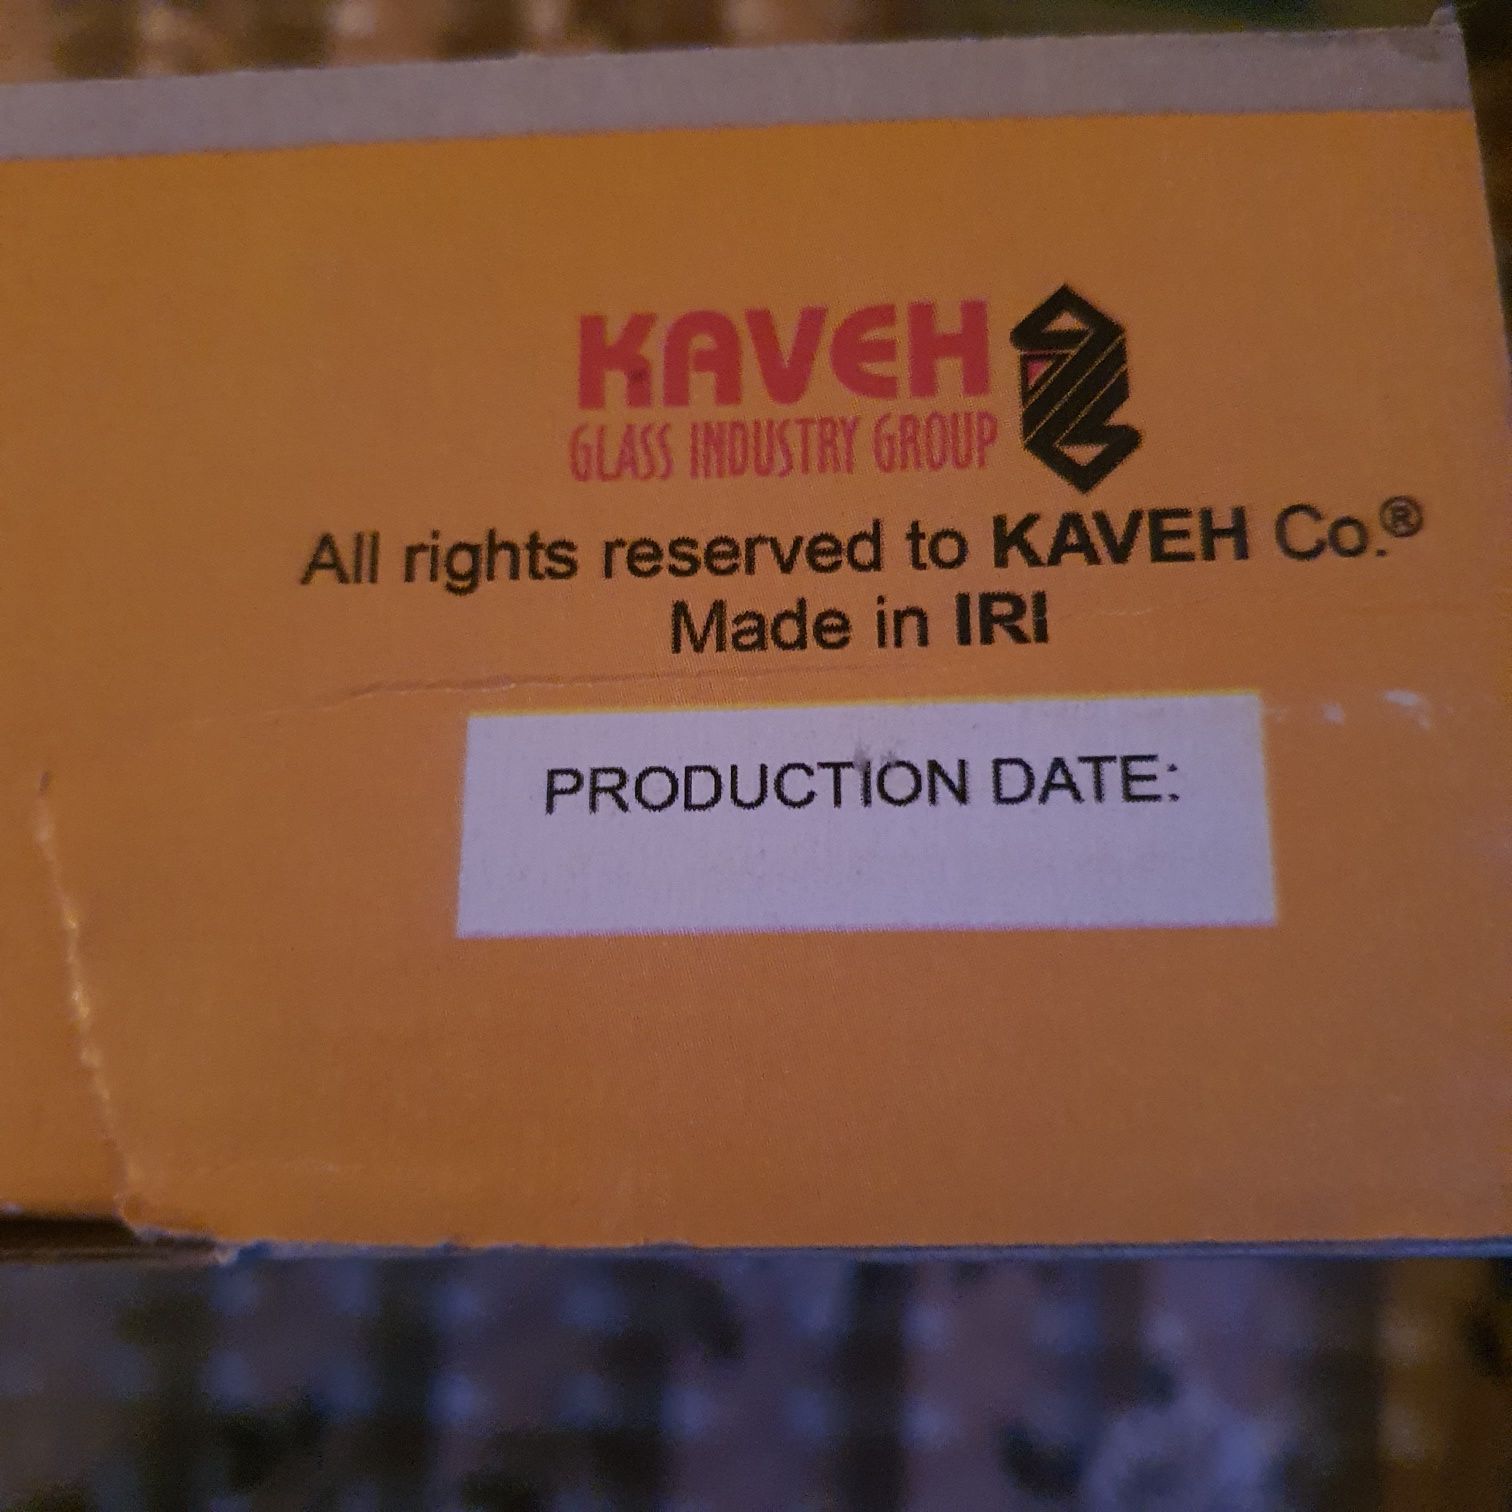 KAVEH
GLASS INDUSTRY GROUP
All rights reserved to KAVEH Co.®
Made in IRI
PRODUCTION DATE: